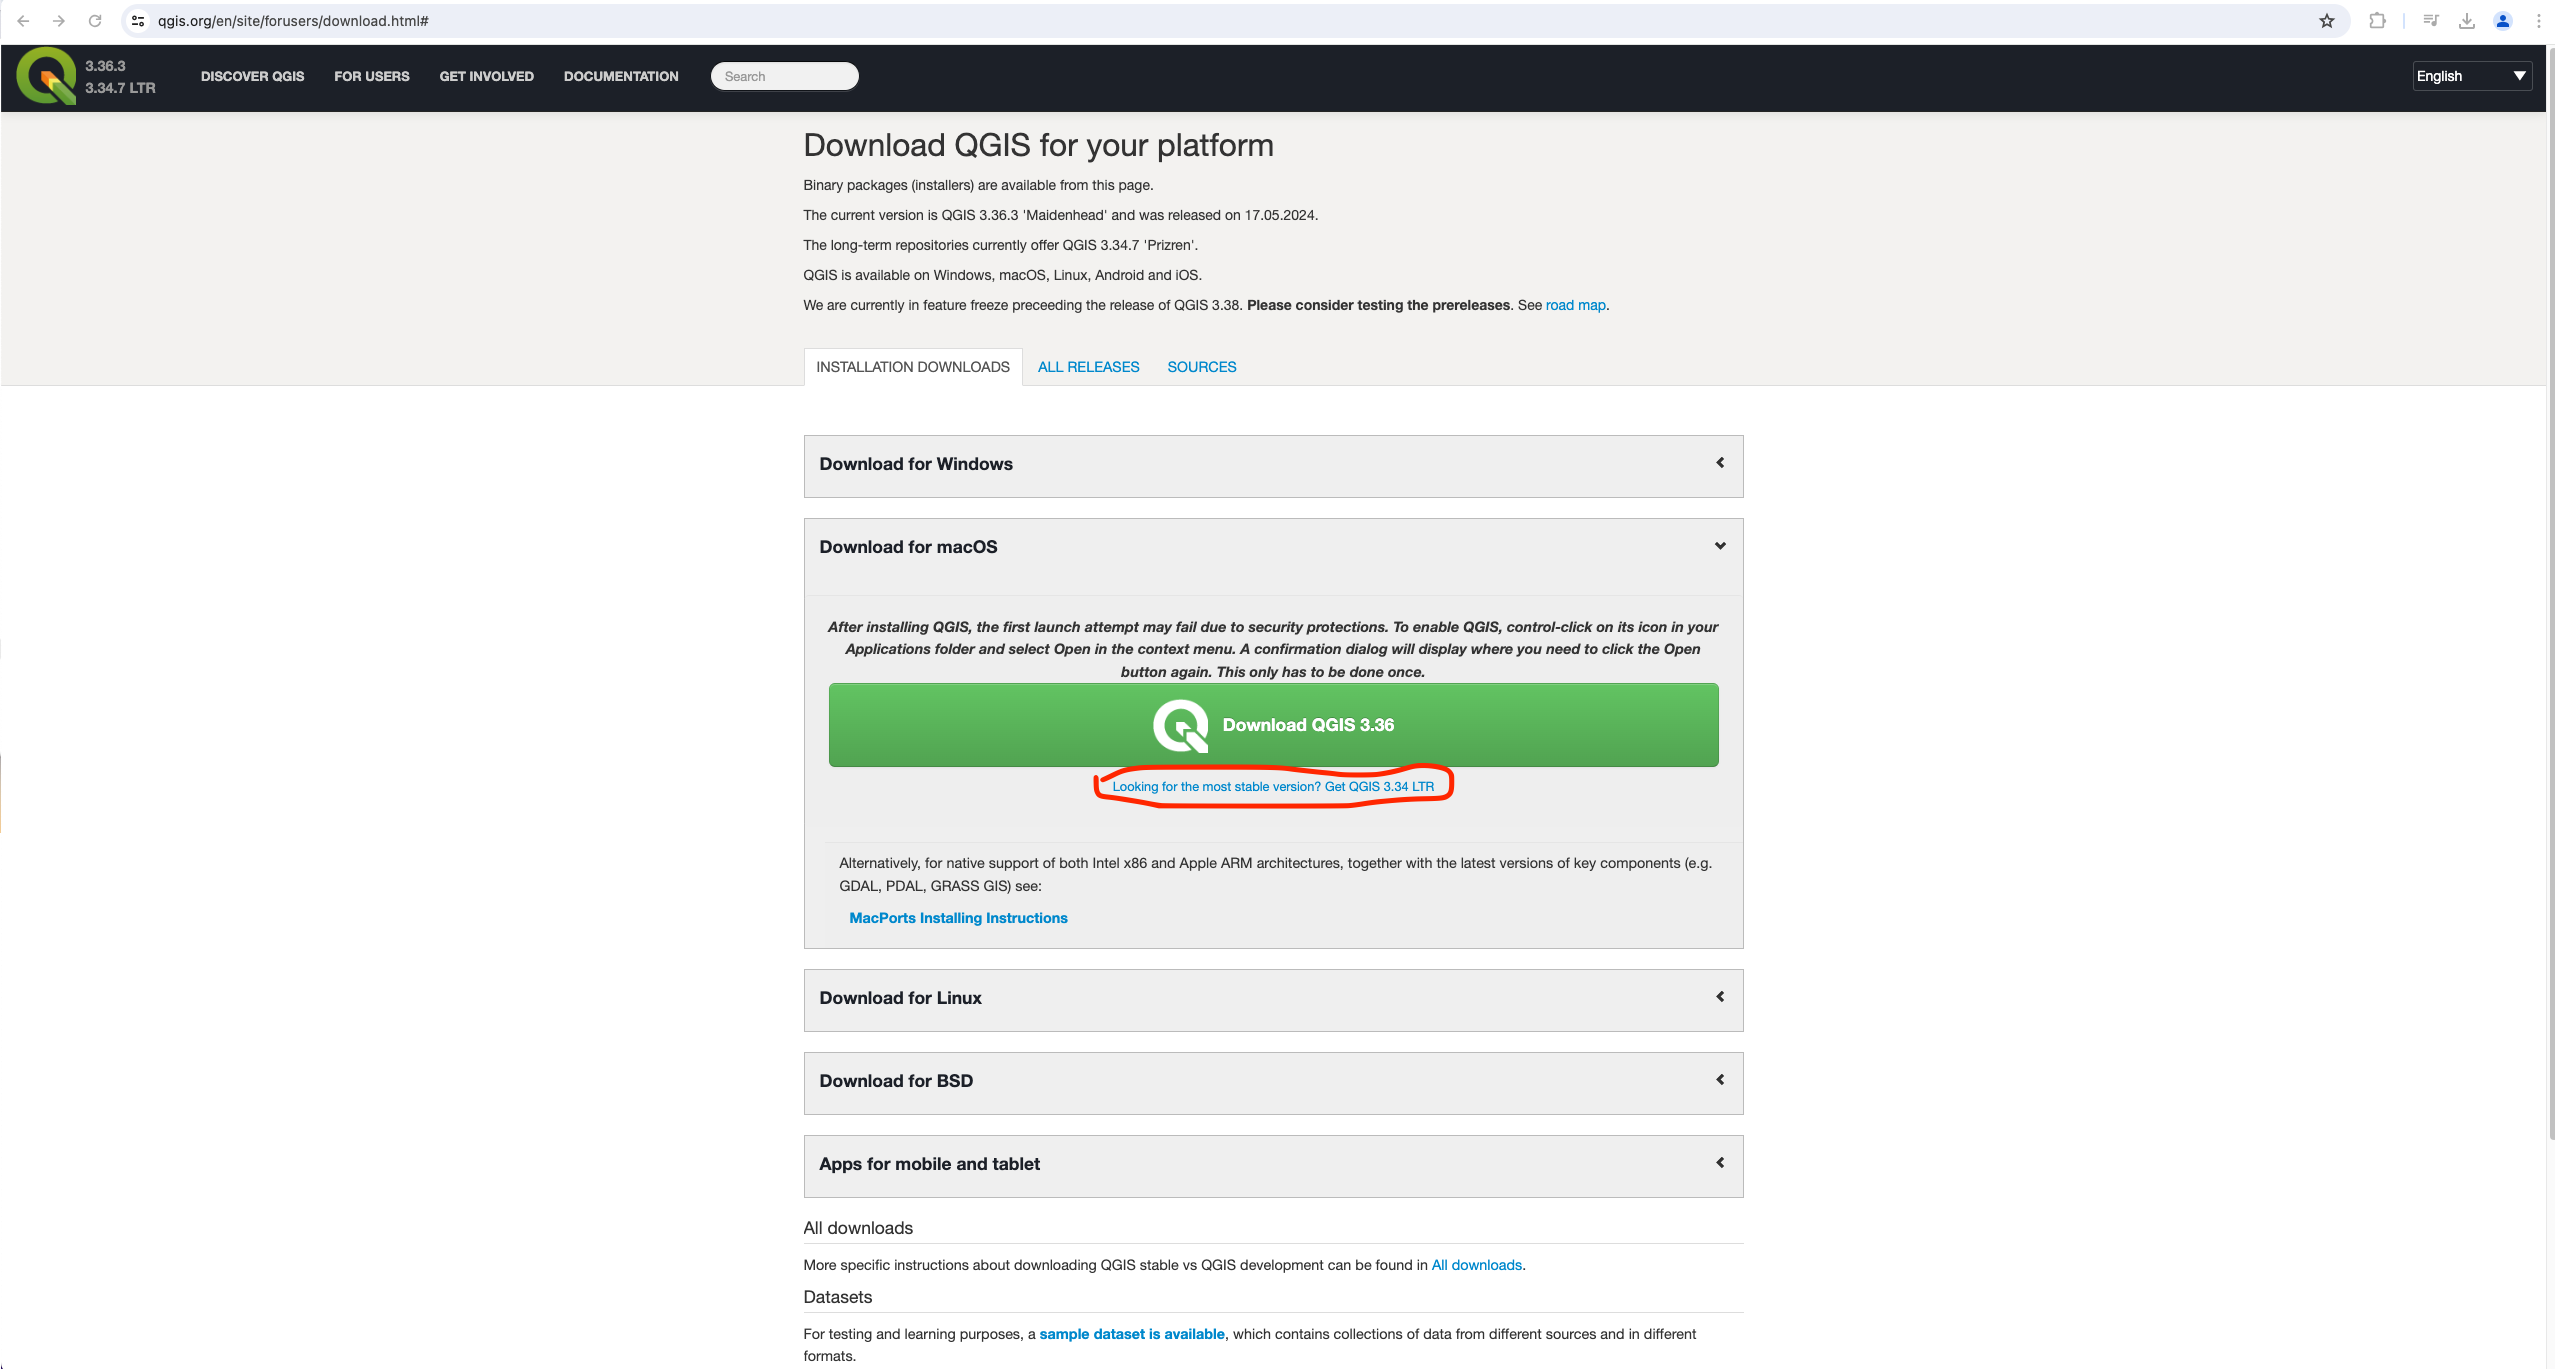 qgis.org/en/site/forusers/download.html#
3.36.3
3.34.7 LTR
DISCOVER QGIS
FOR USERS
GET INVOLVED
DOCUMENTATION
Search
English
Download QGIS for your platform
Binary packages (installers) are available from this page.
The current version is QGIS 3.36.3 'Maidenhead' and was released on 17.05.2024.
The long-term repositories currently offer QGIS 3.34.7 'Prizren'.
QGIS is available on Windows, macOS, Linux, Android and iOS.
We are currently in feature freeze preceeding the release of QGIS 3.38. Please consider testing the prereleases. See road map.
INSTALLATION DOWNLOADS
ALL RELEASES
SOURCES
Download for Windows
Download for macOS
After installing QGIS, the first launch attempt may fail due to security protections. To enable QGIS, control-click on its icon in your
Applications folder and select Open in the context menu. A confirmation dialog will display where you need to click the Open
button again. This only has to be done once.
Download QGIS 3.36
Looking for the most stable version? Get QGIS 3.34 LTR
Alternatively, for native support of both Intel x86 and Apple ARM architectures, together with the latest versions of key components (e.g.
GDAL, PDAL, GRASS GIS) see:
MacPorts Installing Instructions
Download for Linux
Download for BSD
Apps for mobile and tablet
All downloads
More specific instructions about downloading QGIS stable vs QGIS development can be found in All downloads.
Datasets
For testing and learning purposes, a sample dataset is available, which contains collections of data from different sources and in different
formats.